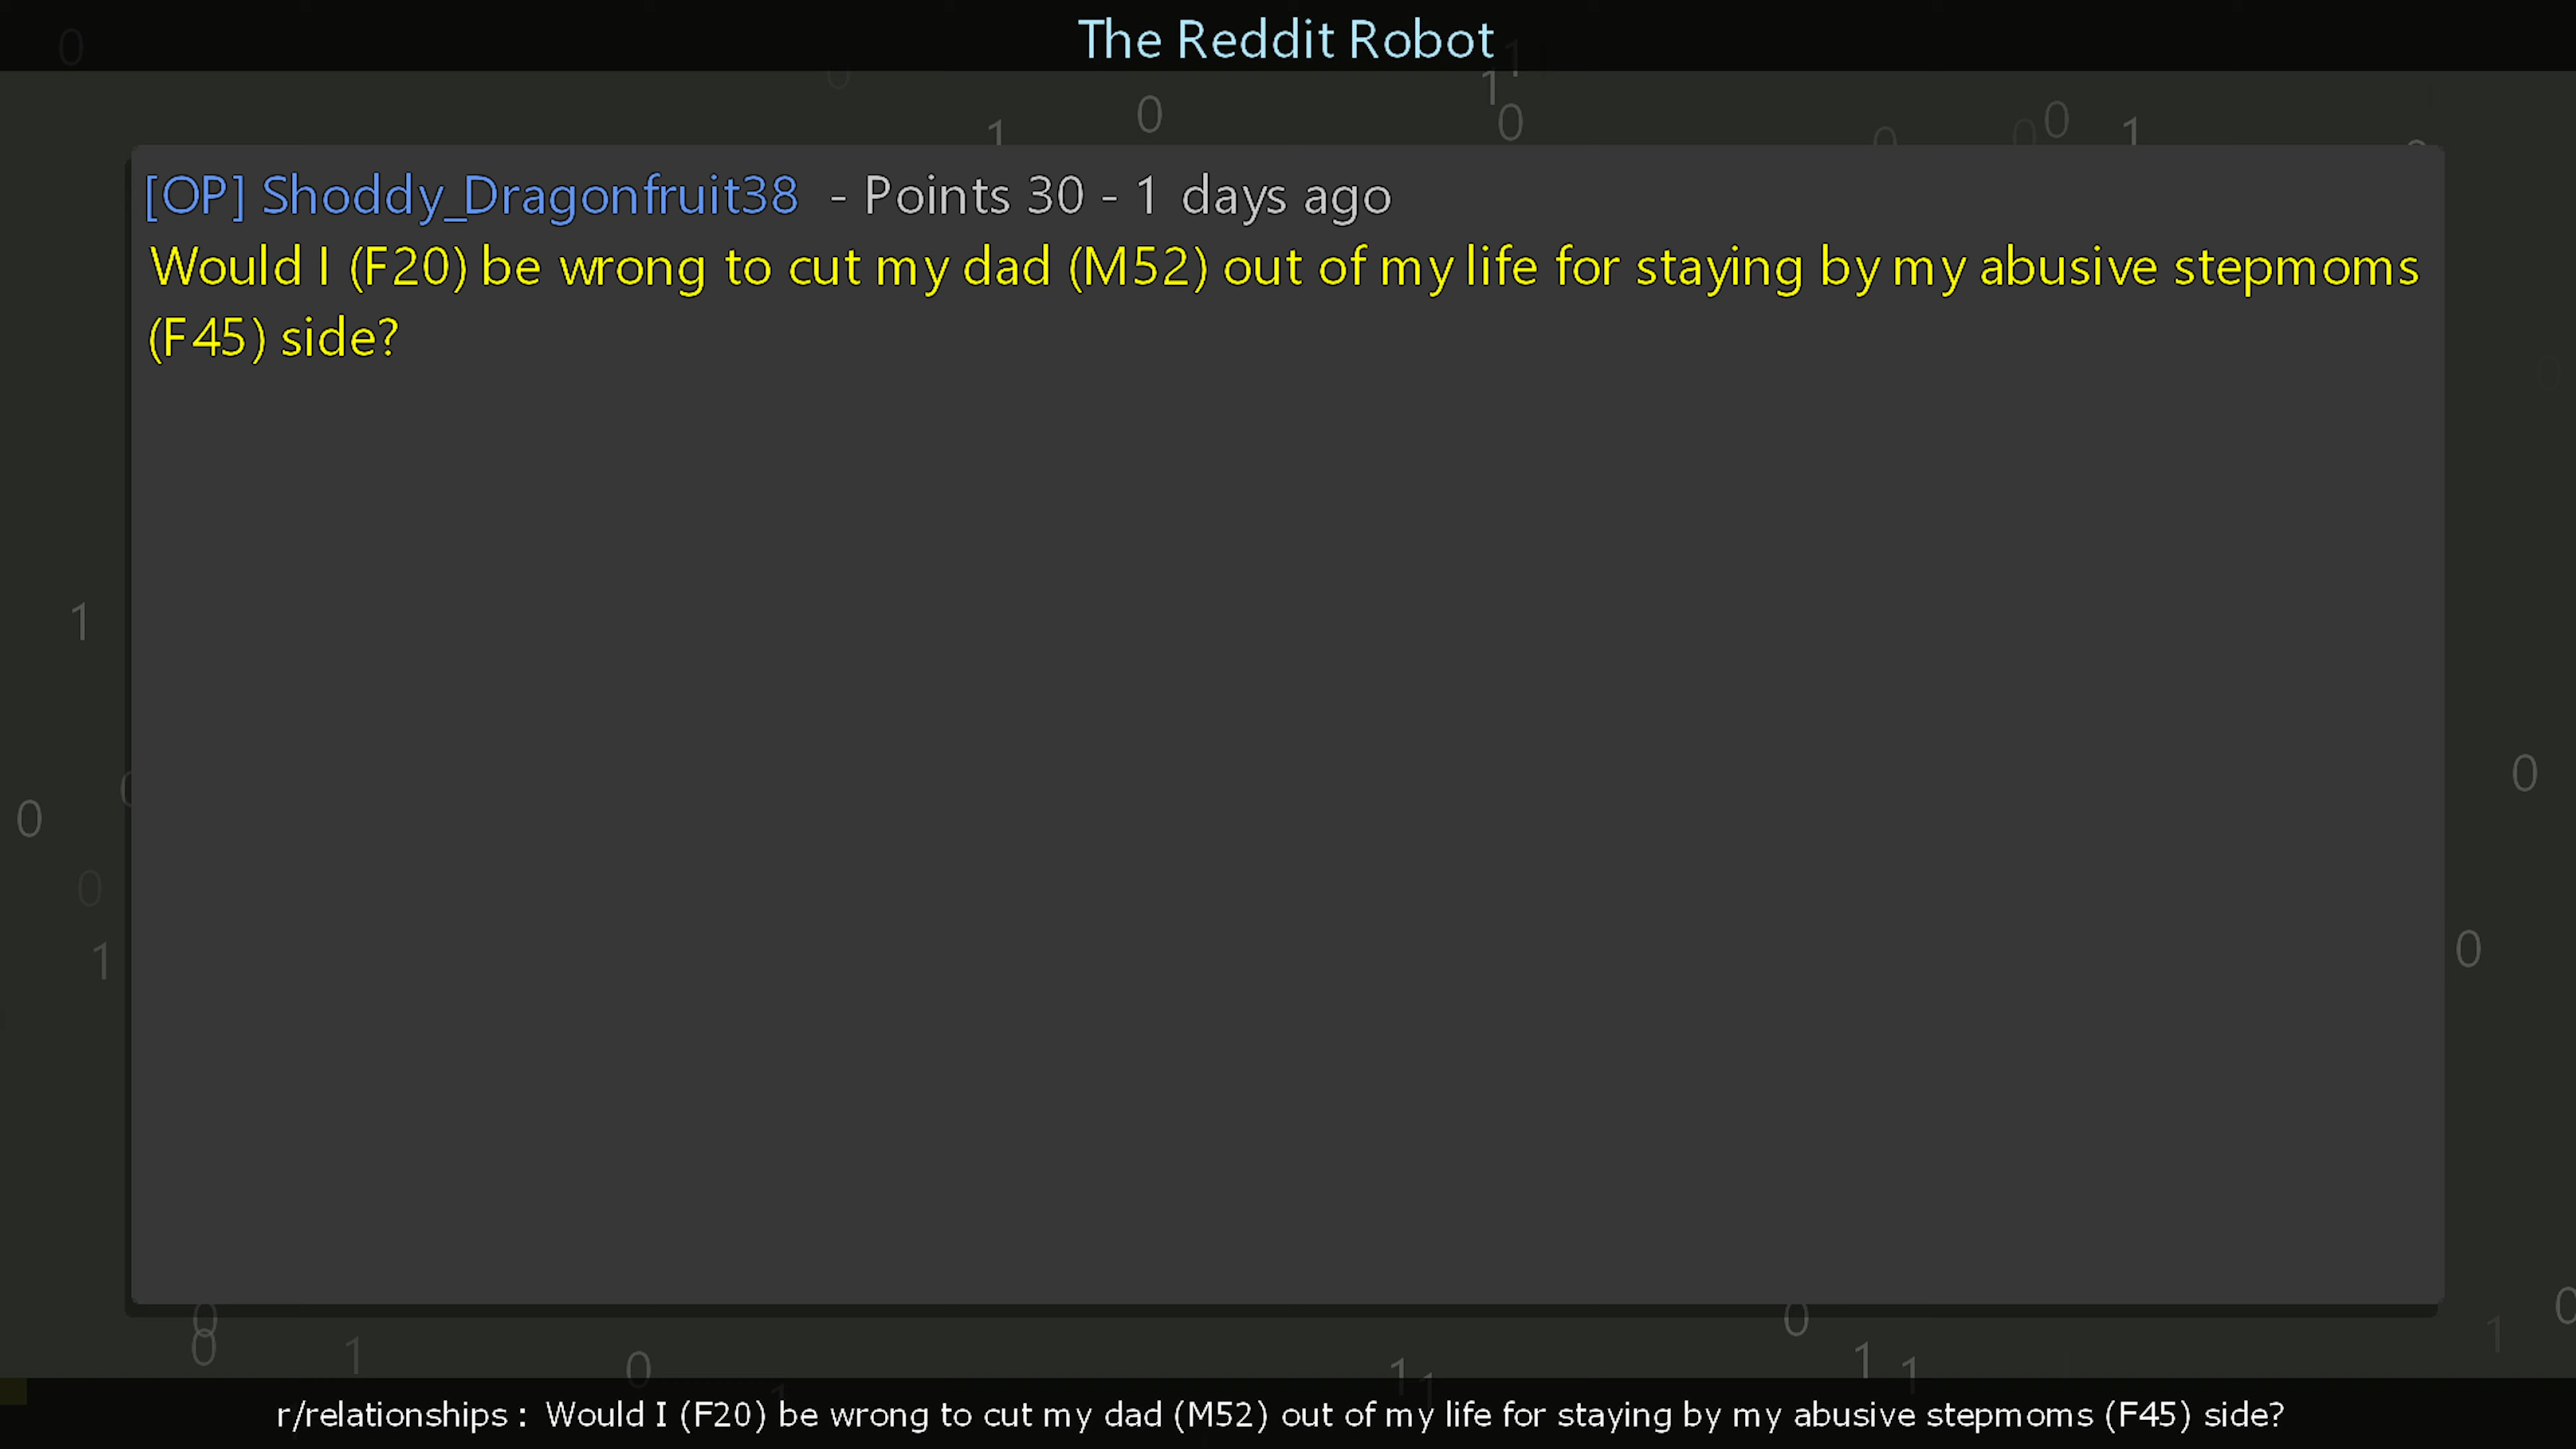 The Reddit Robot
[OP] Shoddy_Dragonfruit38 - Points 30 - 1 days ago
Would I (F20) be wrong to cut my dad (M52) out of my life for staying by my abusive stepmoms
(F45) side?
r/relationships : Would I (F20) be wrong to cut my dad (M52) out of my life for staying by my abusive stepmoms (F45) side?